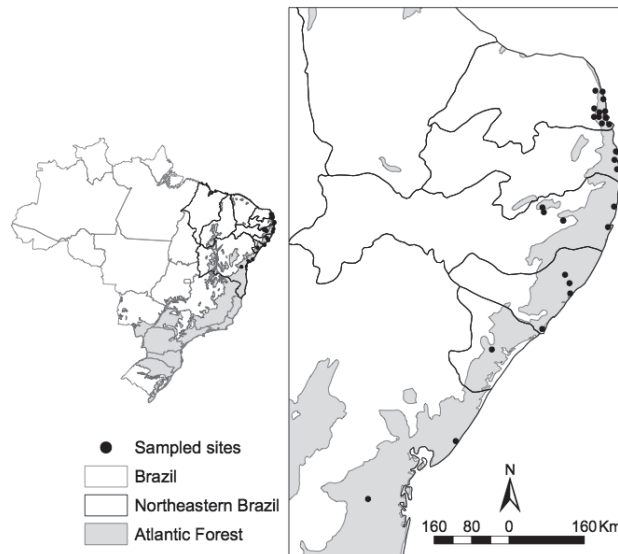 Sampled sites
Brazil
Northeastern Brazil
Atlantic Forest
N
160 80 0 160 Km